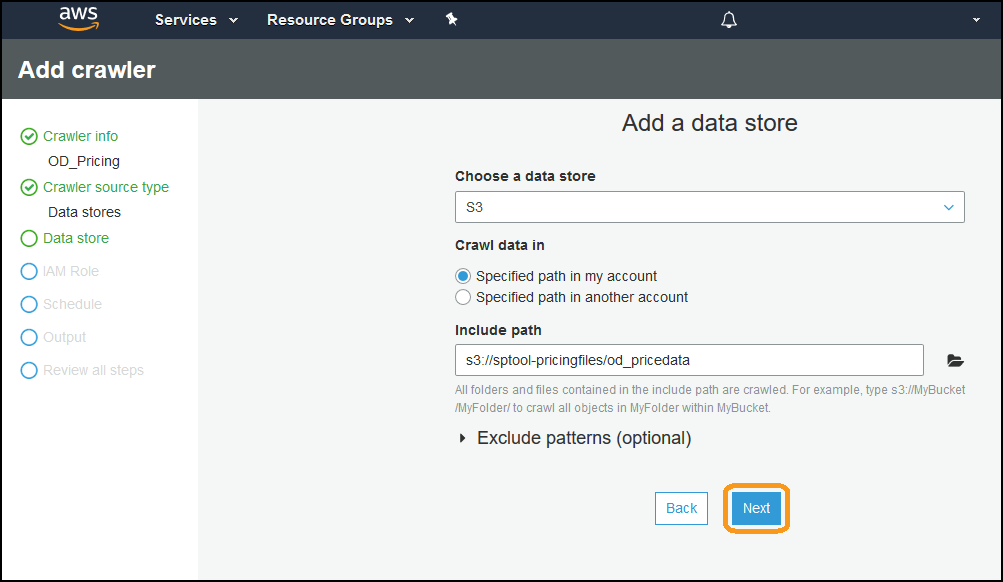 aws Services Resource Groups
Add crawler
Crawler info
OD_Pricing
Crawler source type
Data stores
Data store
IAM Role
Schedule
Output
Review all steps
Add a data store
Choose a data store
S3
Crawl data in
Specified path in my account
Specified path in another account
Include path
s3://sptool-pricingfiles/od_pricedata
All folders and files contained in the include path are crawled. For example, type s3://MyBucket
/MyFolder/ to crawl all objects in MyFolder within MyBucket.
Exclude patterns (optional)
Back Next